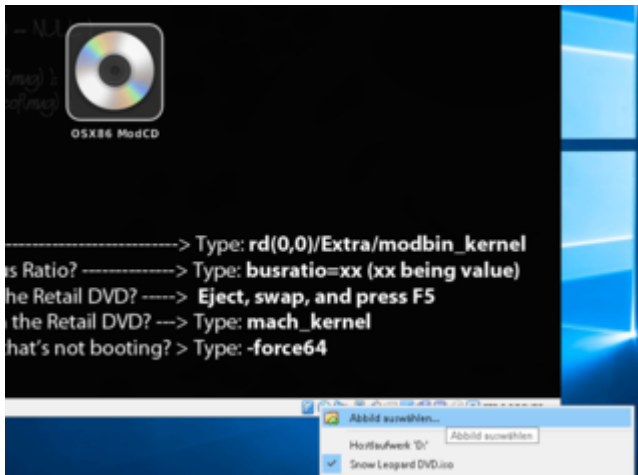 OSX86 ModCD
-------------------------> Type: rd(0,0)/Extra/modbin_kernel
us Ratio? --------------> Type: busratio=xx (xx being value)
he Retail DVD? -----> Eject, swap, and press F5
the Retail DVD? ---> Type: mach_kernel
hat's not booting? > Type: -force64
Abbild auswählen...
Abbild auswählen
Hostlaufwerk 'D:'
Snow Leopard DVD.iso